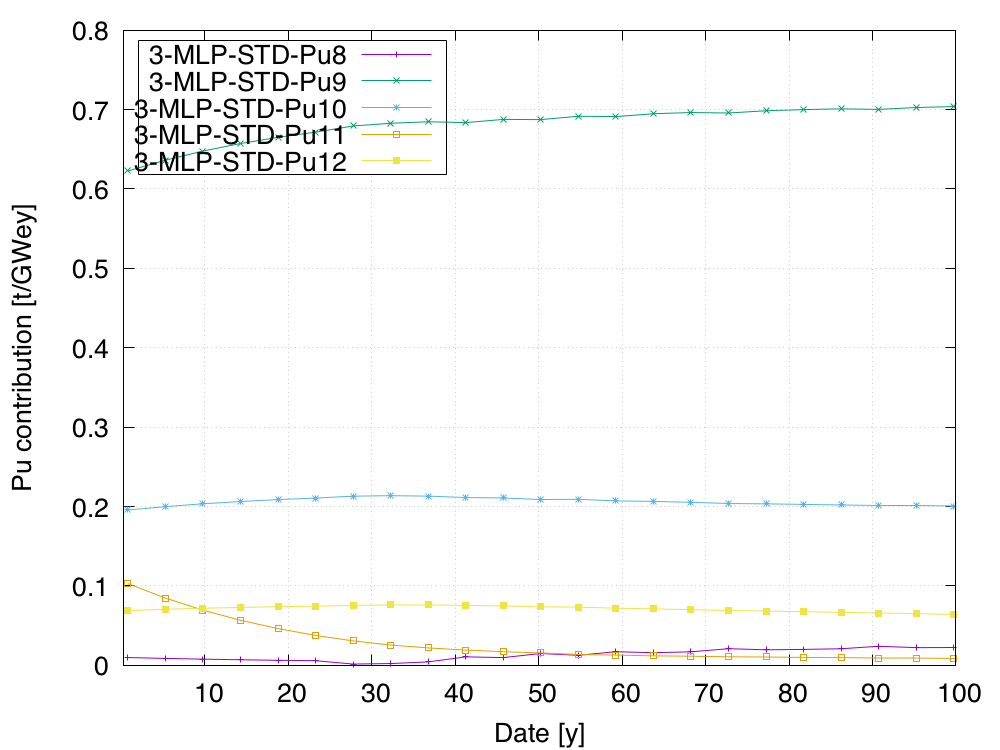 0.8
0.7
0.6
0.5
0.4
0.3
0.2
0.1
0
Pu contribution [t/GWey]
3-MLP-STD-Pu8
3-MLP-STD-Pu9
3-MLP-STD-Pu10
3-MLP-STD-Pu11
3-MLP-STD-Pu12
10 20 30 40 50 60 70 80 90 100
Date [y]